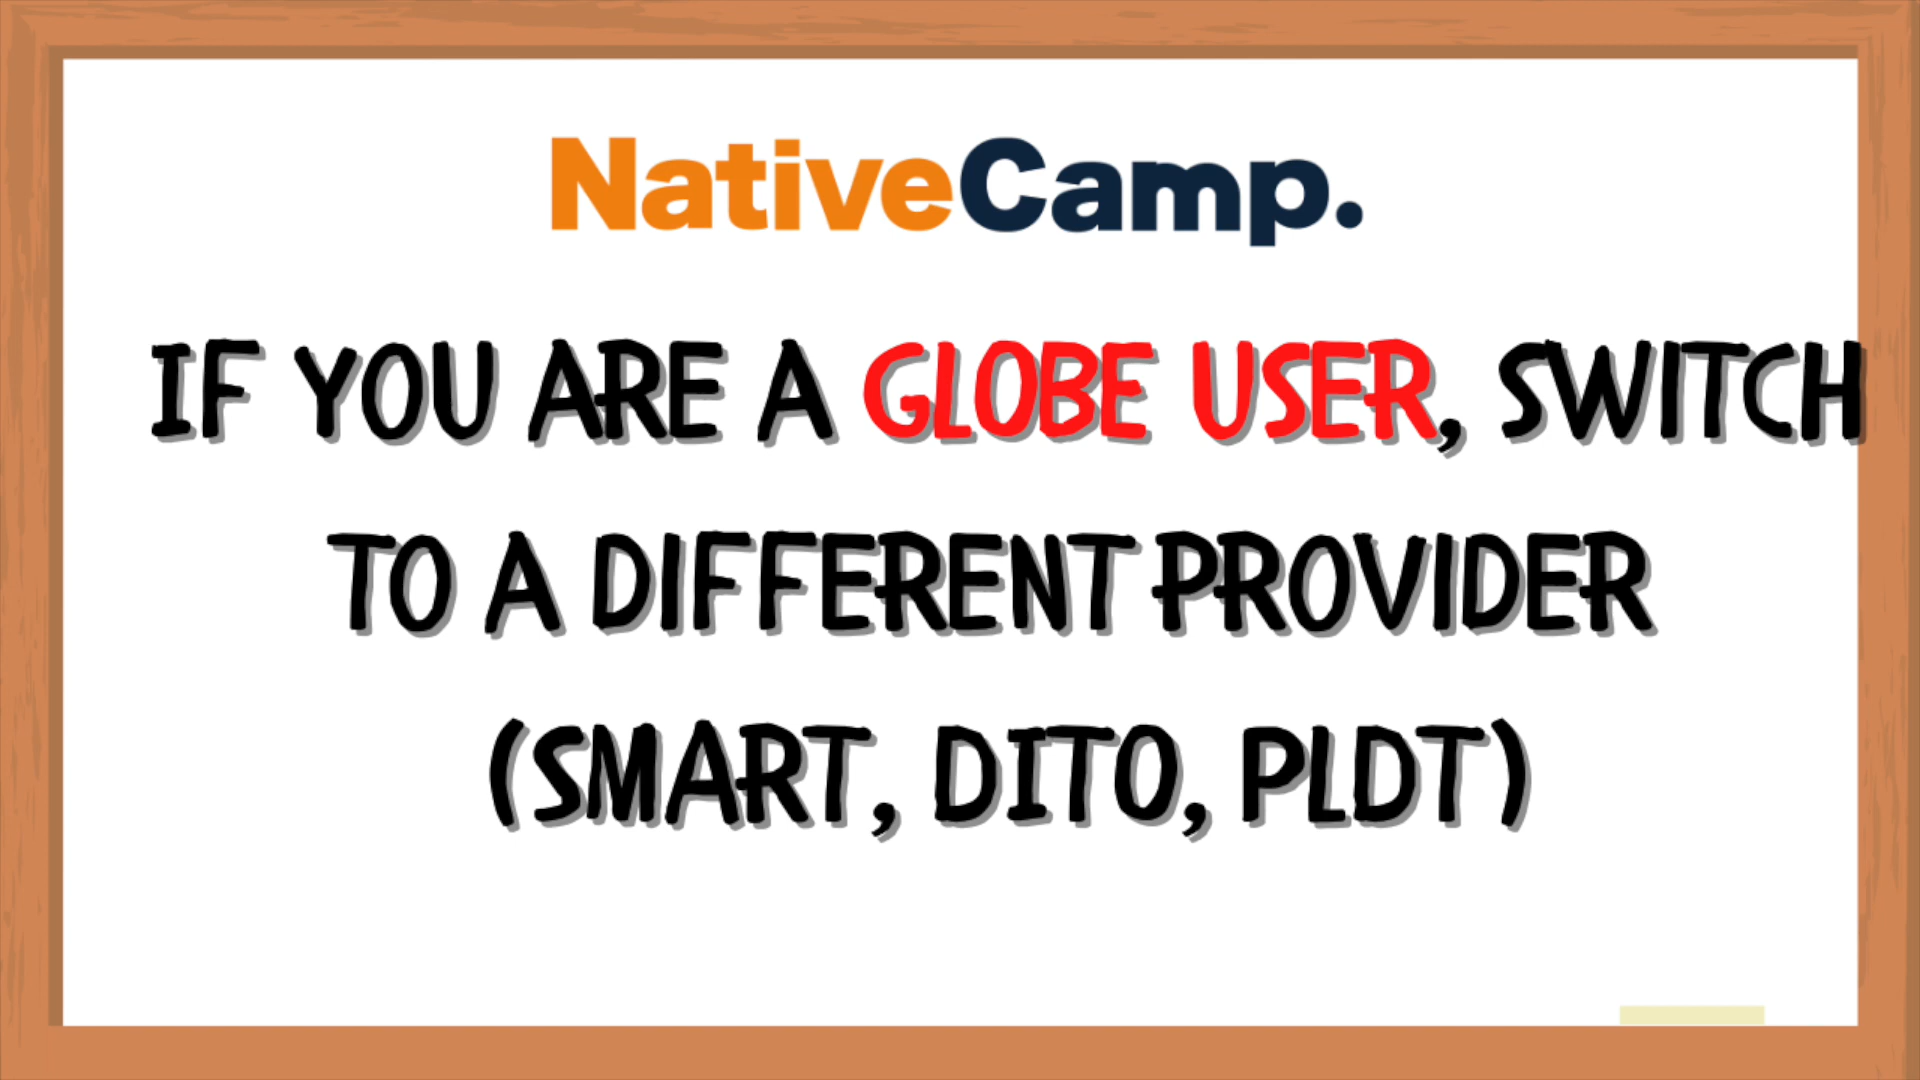 NativeCamp.
IF YOU ARE A GLOBE USER, SWITCH
TO A DIFFERENT PROVIDER
(SMART, DITO, PLDT)